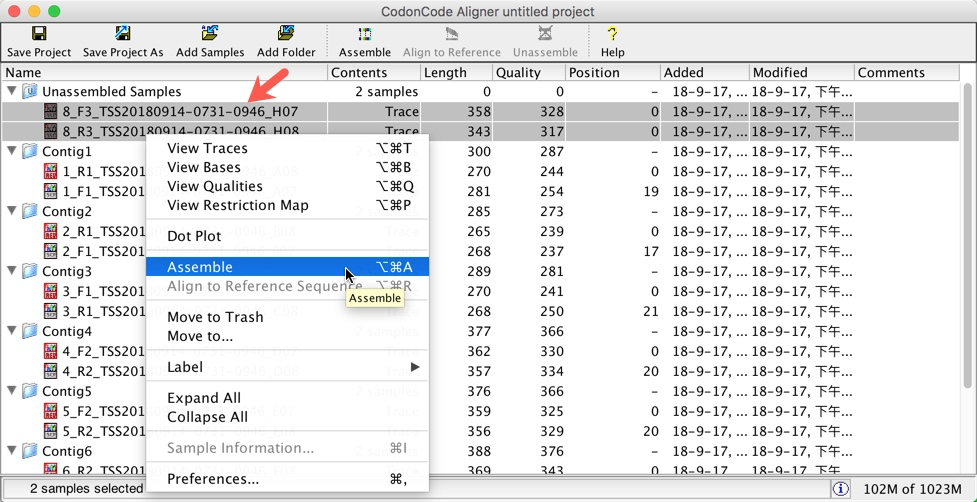 CodonCode Aligner untitled project
Save Project Save Project As Add Samples Add Folder Assemble Align to Reference Unassemble Help
Name Contents Length Quality Position Added Modified Comments
Unassembled Samples 2 samples 0 0 – 18-9-17, ... 18-9-17, 下午...
8_F3_TSS20180914-0731-0946_H07 Trace 358 328 0 18-9-17, ... 18-9-17, 下午...
8_R3_TSS20180914-0731-0946_H08 Trace 343 317 0 18-9-17, ... 18-9-17, 下午...
Contig1 300 287 – 18-9-17, ... 18-9-17, 下午...
1_R1_TSS201 270 244 0 18-9-17, ... 18-9-17, 下午...
1_F1_TSS201 281 254 19 18-9-17, ... 18-9-17, 下午...
Contig2 285 273 – 18-9-17, ... 18-9-17, 下午...
2_R1_TSS201 265 239 0 18-9-17, ... 18-9-17, 下午...
2_F1_TSS201 268 237 17 18-9-17, ... 18-9-17, 下午...
Contig3 289 281 – 18-9-17, ... 18-9-17, 下午...
3_F1_TSS201 270 241 0 18-9-17, ... 18-9-17, 下午...
3_R1_TSS201 268 250 21 18-9-17, ... 18-9-17, 下午...
Contig4 377 366 – 18-9-17, ... 18-9-17, 下午...
4_F2_TSS201 362 330 0 18-9-17, ... 18-9-17, 下午...
4_R2_TSS201 357 334 20 18-9-17, ... 18-9-17, 下午...
Contig5 376 366 – 18-9-17, ... 18-9-17, 下午...
5_F2_TSS201 359 325 0 18-9-17, ... 18-9-17, 下午...
5_R2_TSS201 356 329 20 18-9-17, ... 18-9-17, 下午...
Contig6 388 376 – 18-9-17, ... 18-9-17, 下午...
6_R2_TSS201 369 343 0 18-9-17, ... 18-9-17, 下午...
View Traces ⌥⌘T
View Bases ⌥⌘B
View Qualities ⌥⌘Q
View Restriction Map ⌥⌘P
Dot Plot
Assemble ⌥⌘A
Align to Reference Sequence ⌥⌘R
Assemble
Move to Trash
Move to...
Label
Expand All
Collapse All
Sample Information... ⌘I
Preferences... ⌘,
2 samples selected 102M of 1023M